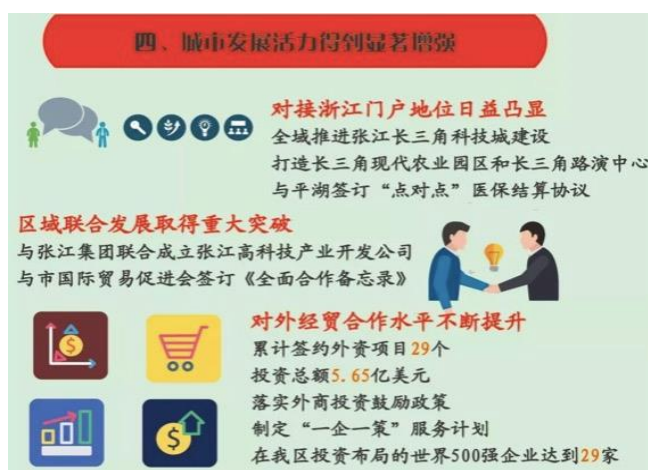 四、城市发展活力得到显著增强
对接浙江门户地位日益凸显
全域推进张江长三角科技城建设
打造长三角现代农业园区和长三角路演中心
与平湖签订“点对点”医保结算协议
区域联合发展取得重大突破
与张江集团联合成立张江高科技产业开发公司
与市国际贸易促进会签订《全面合作备忘录》
对外经贸合作水平不断提升
累计签约外资项目29个
投资总额5.65亿美元
落实外商投资鼓励政策
制定“一企一策”服务计划
在我区投资布局的世界500强企业达到29家